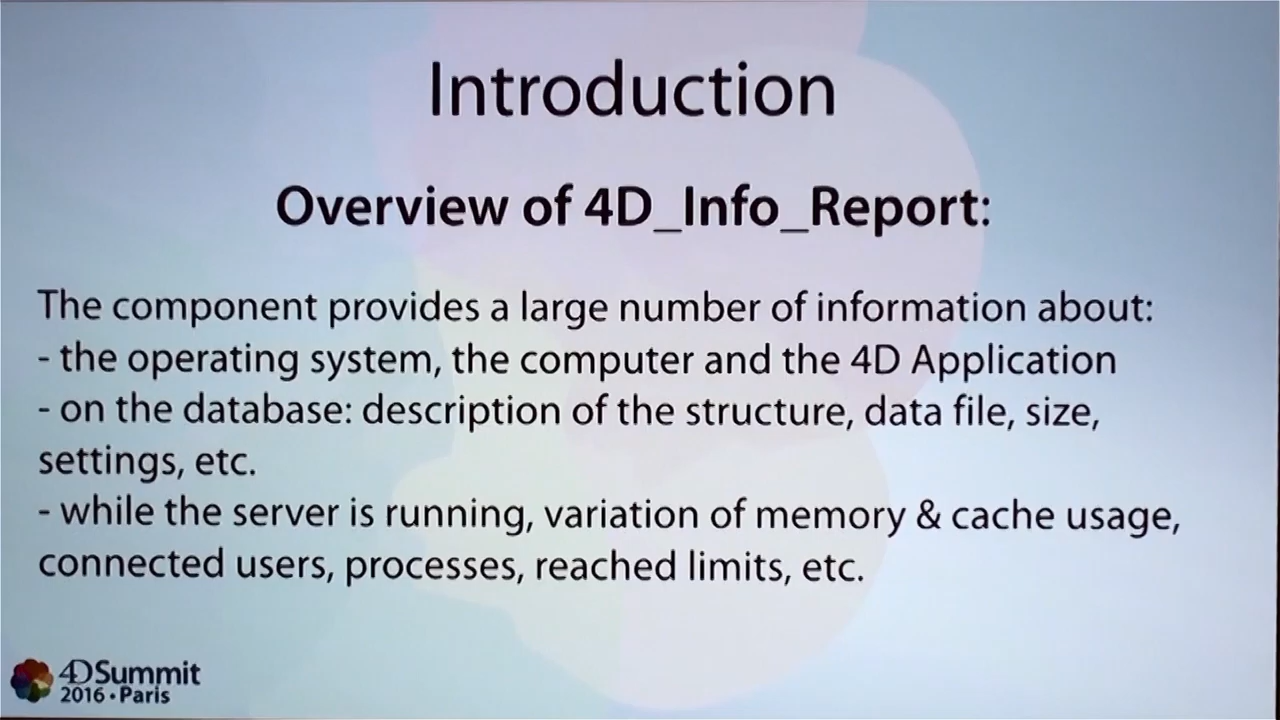 Introduction
Overview of 4D_Info_Report:
The component provides a large number of information about:
- the operating system, the computer and the 4D Application
- on the database: description of the structure, data file, size,
settings, etc.
- while the server is running, variation of memory & cache usage,
connected users, processes, reached limits, etc.
4D Summit
2016 • Paris